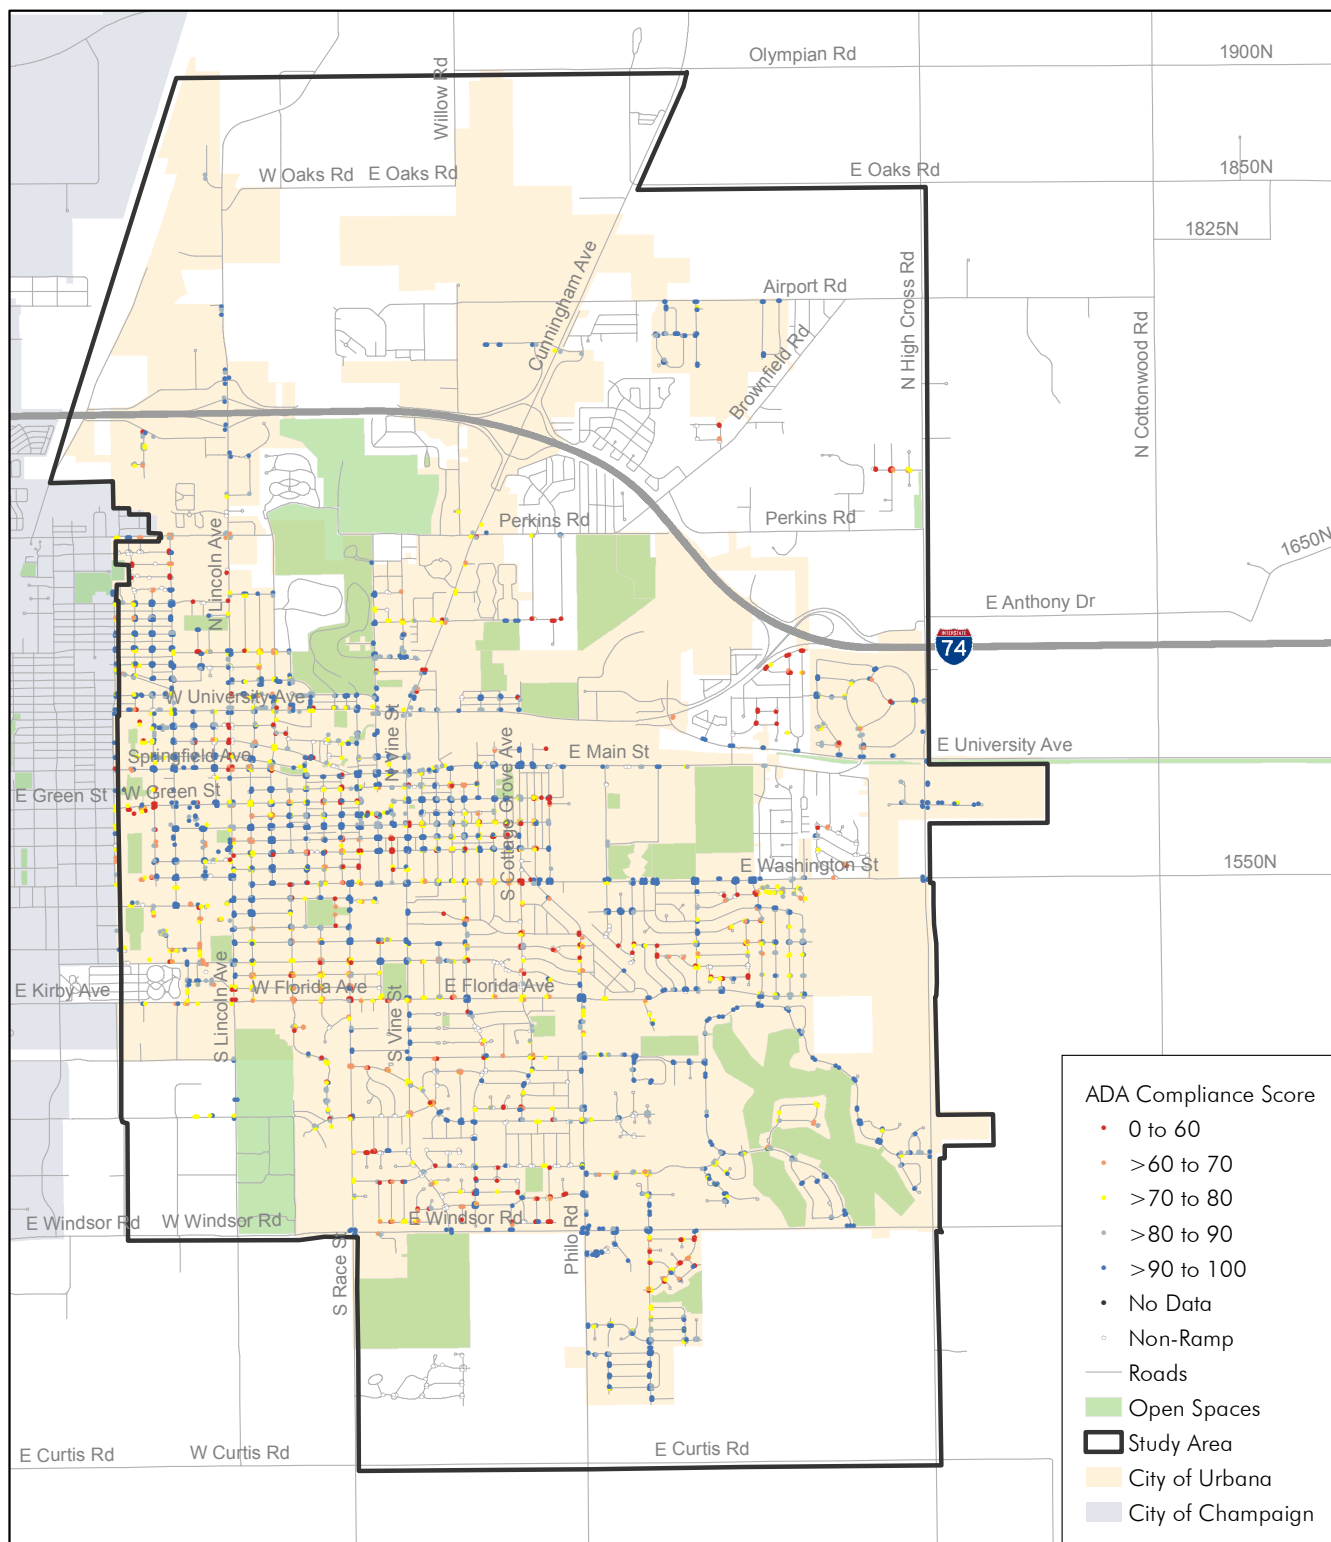 Olympian Rd
1900N
Willow Rd
W Oaks Rd
E Oaks Rd
E Oaks Rd
1850N
1825N
Cunningham Ave
Airport Rd
N High Cross Rd
Brownfield Rd
N Cottonwood Rd
Perkins Rd
Perkins Rd
1650N
N Lincoln Ave
E Anthony Dr
INTERSTATE
74
W University Ave
N Vine St
E University Ave
Springfield Ave
E Main St
S Cottage Grove Ave
E Green St
W Green St
E Washington St
1550N
S Lincoln Ave
E Kirby Ave
W Florida Ave
E Florida Ave
S Vine St
E Windsor Rd
W Windsor Rd
E Windsor Rd
S Race St
Philo Rd
E Curtis Rd
W Curtis Rd
E Curtis Rd
ADA Compliance Score
0 to 60
>60 to 70
>70 to 80
>80 to 90
>90 to 100
No Data
Non-Ramp
Roads
Open Spaces
Study Area
City of Urbana
City of Champaign